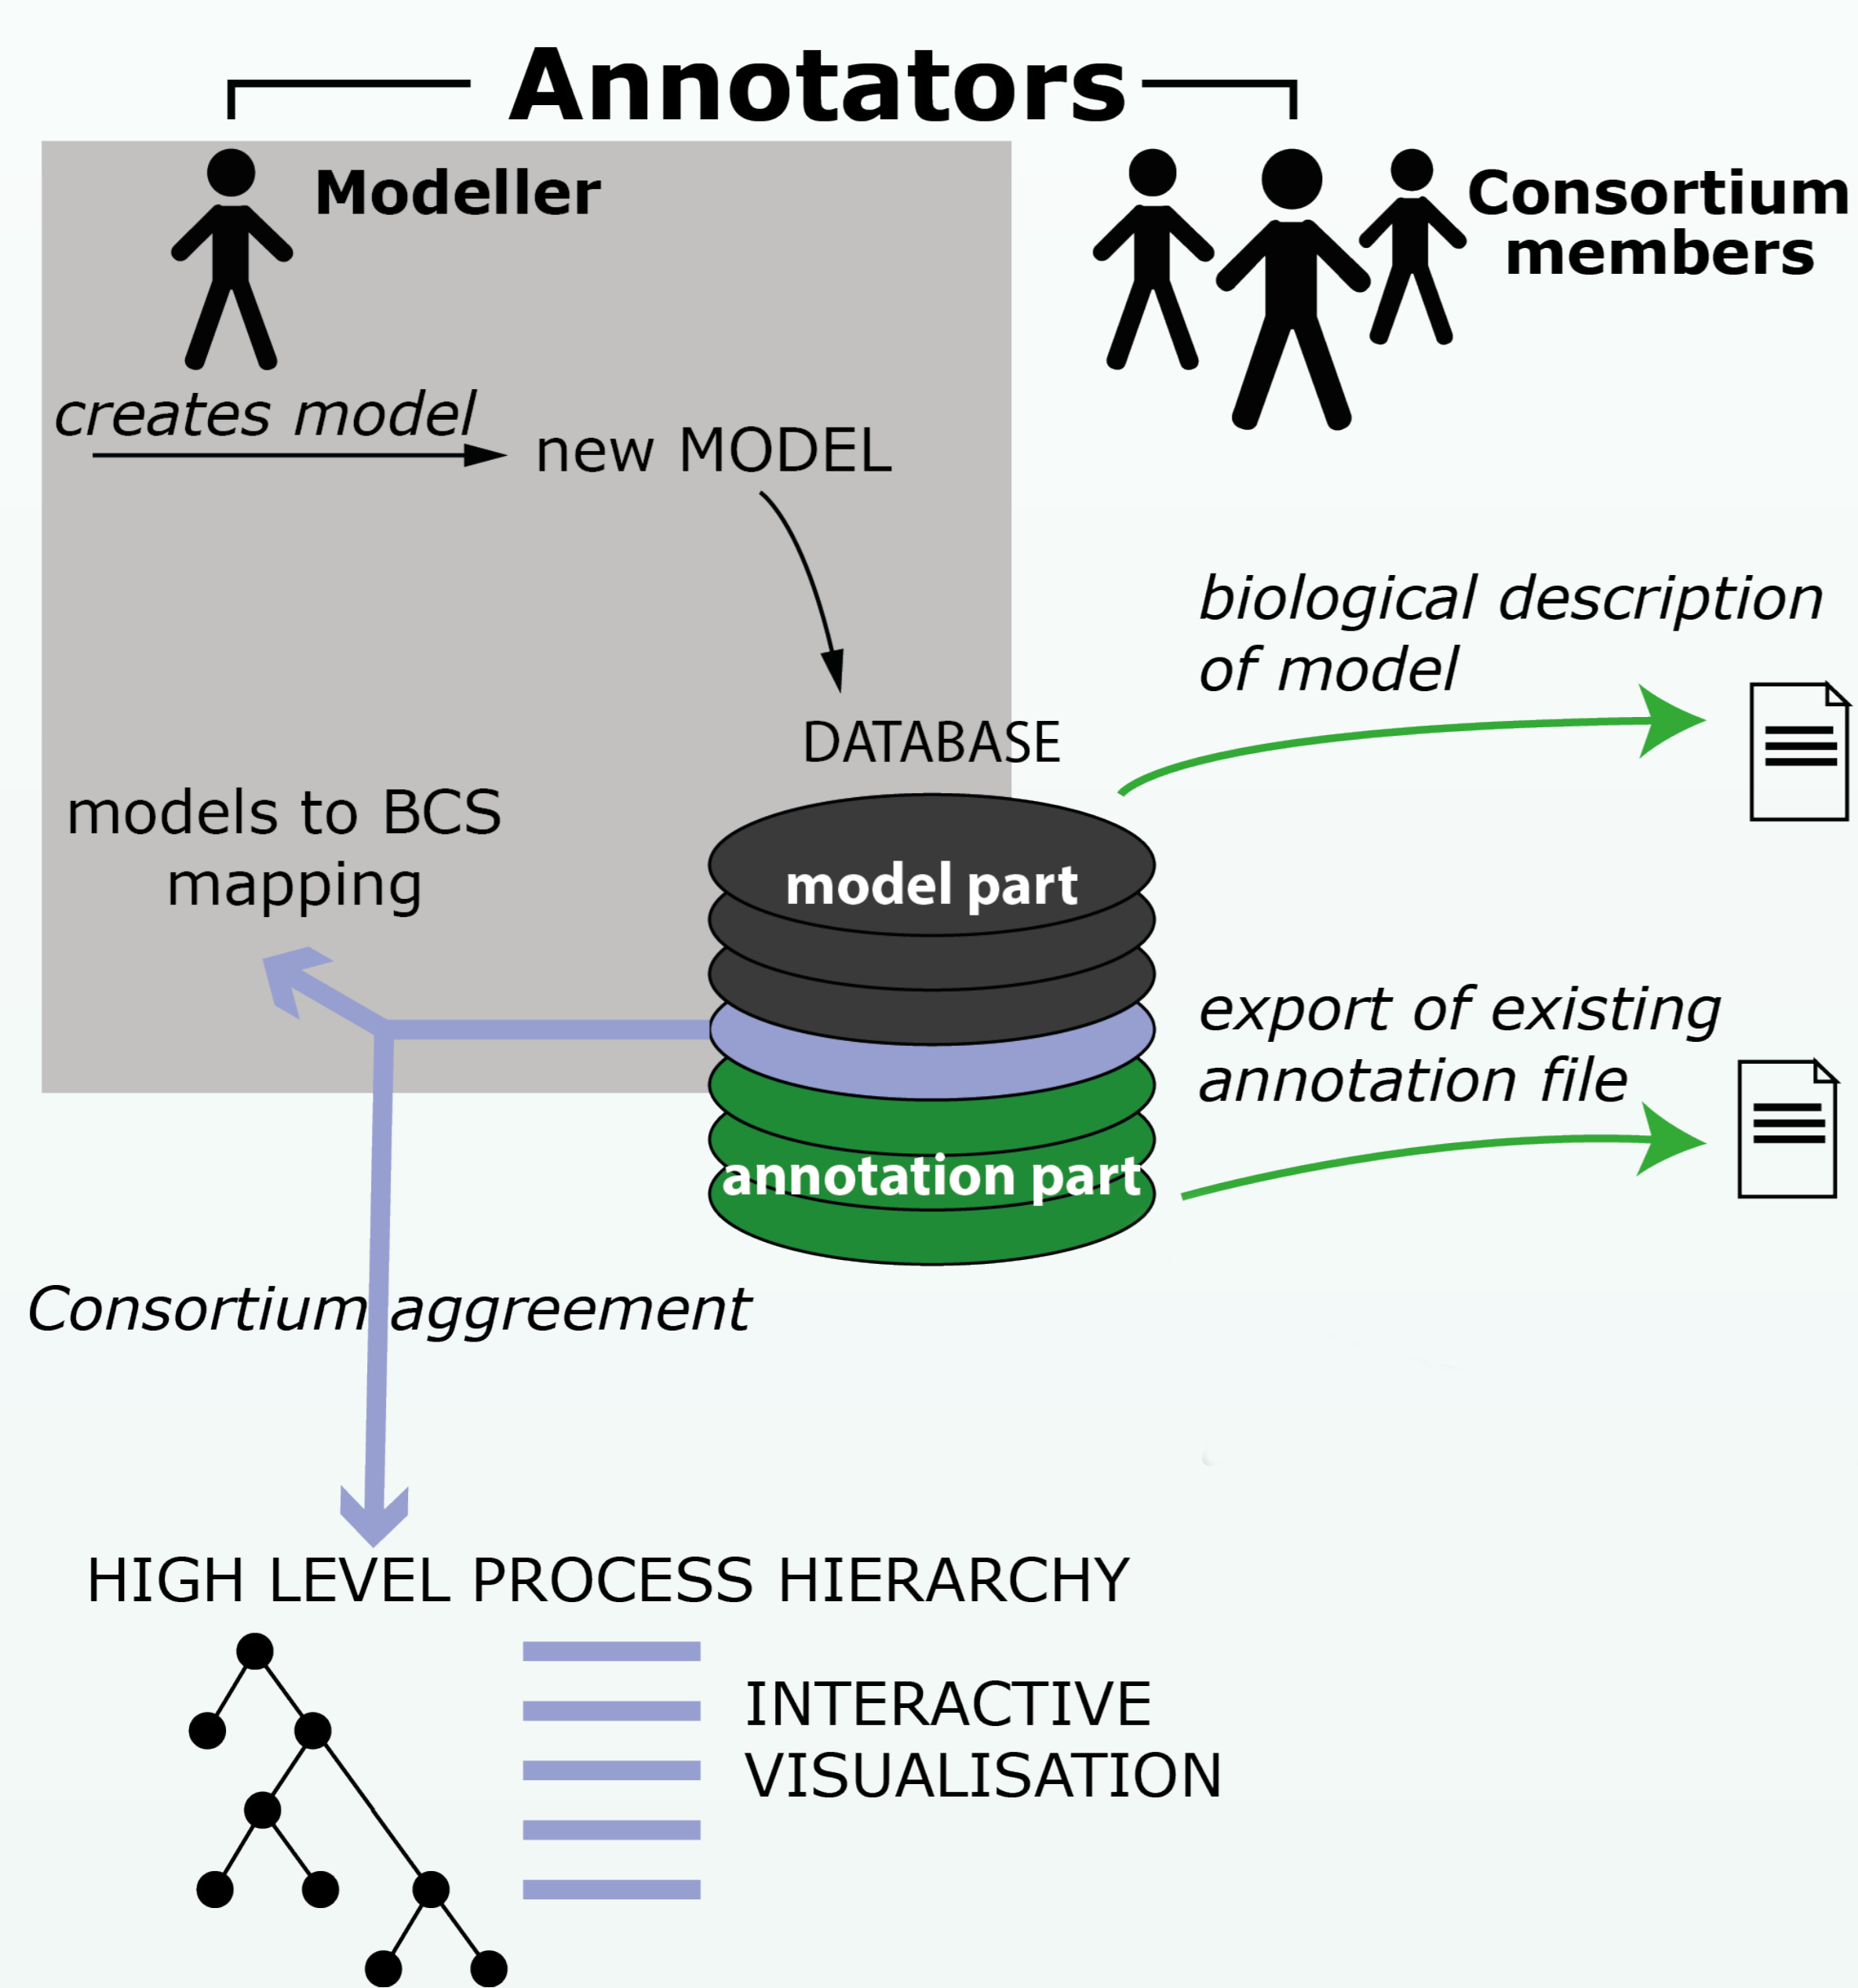 Annotators
Modeller
Consortium
members
creates model
new MODEL
biological description
of model
DATABASE
models to BCS
mapping
model part
export of existing
annotation file
annotation part
Consortium aggreement
HIGH LEVEL PROCESS HIERARCHY
INTERACTIVE
VISUALISATION